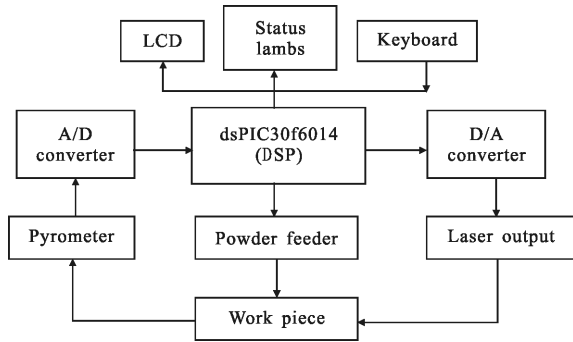 LCD
Status
lambs
Keyboard
A/D
converter
dsPIC30f6014
(DSP)
D/A
converter
Pyrometer
Powder feeder
Laser output
Work piece